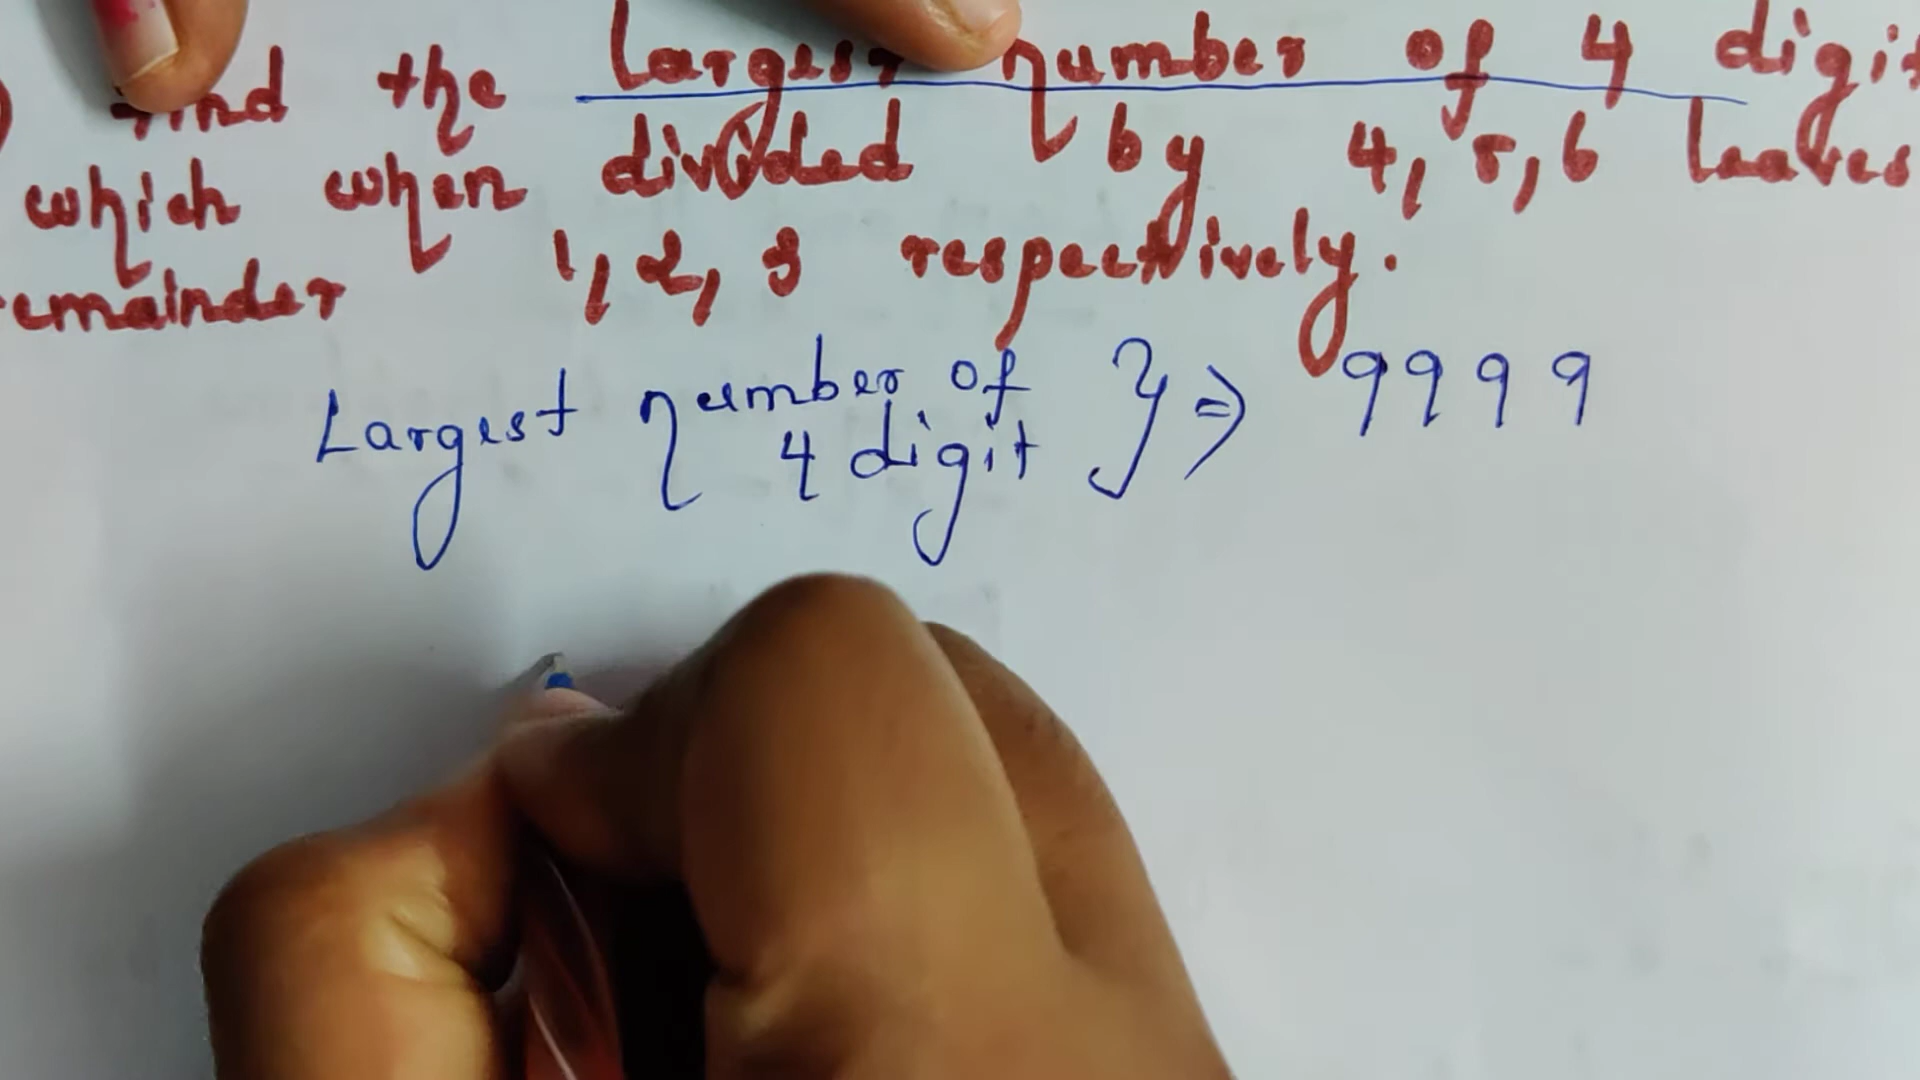 ) Find the largest number of 4 digit
which when divided by 4, 5, 6 leaves
remainder 1, 2, 3 respectively.
Largest number of } ⇒ 9999
4 digit